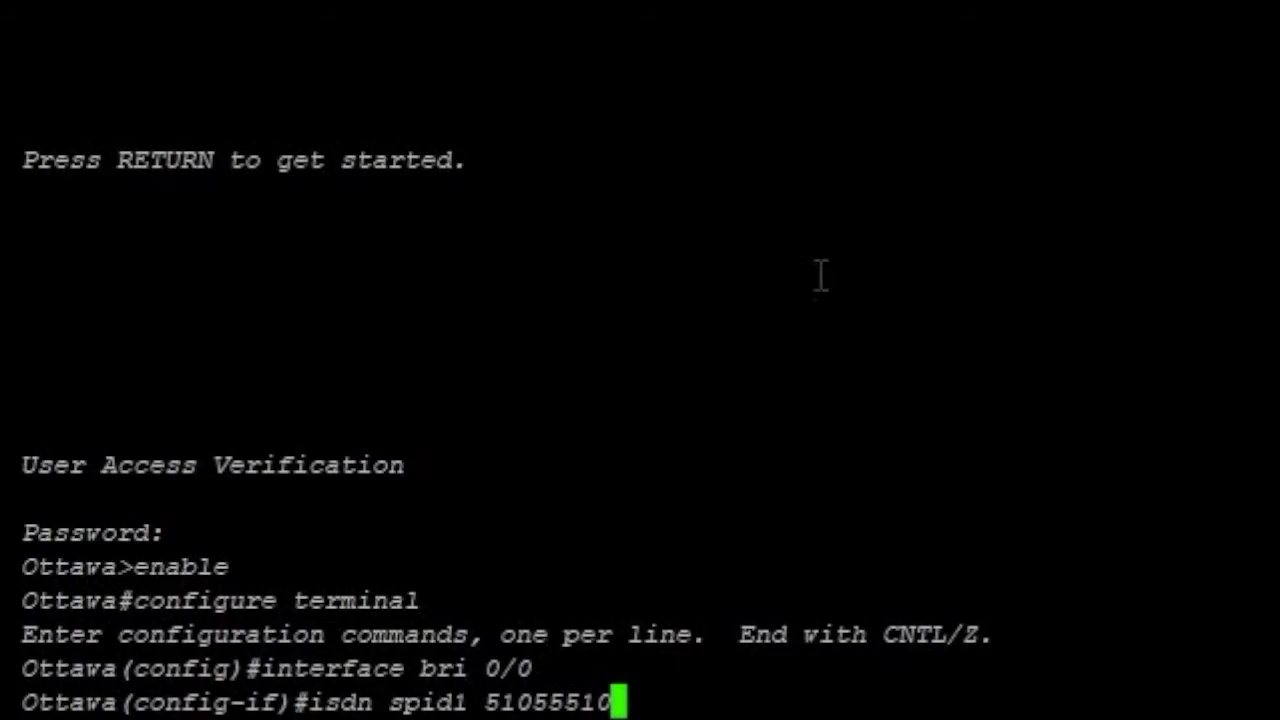 Press RETURN to get started.
User Access Verification
Password:
Ottawa>enable
Ottawa#configure terminal
Enter configuration commands, one per line.  End with CNTL/Z.
Ottawa(config)#interface bri 0/0
Ottawa(config-if)#isdn spid1 51055510